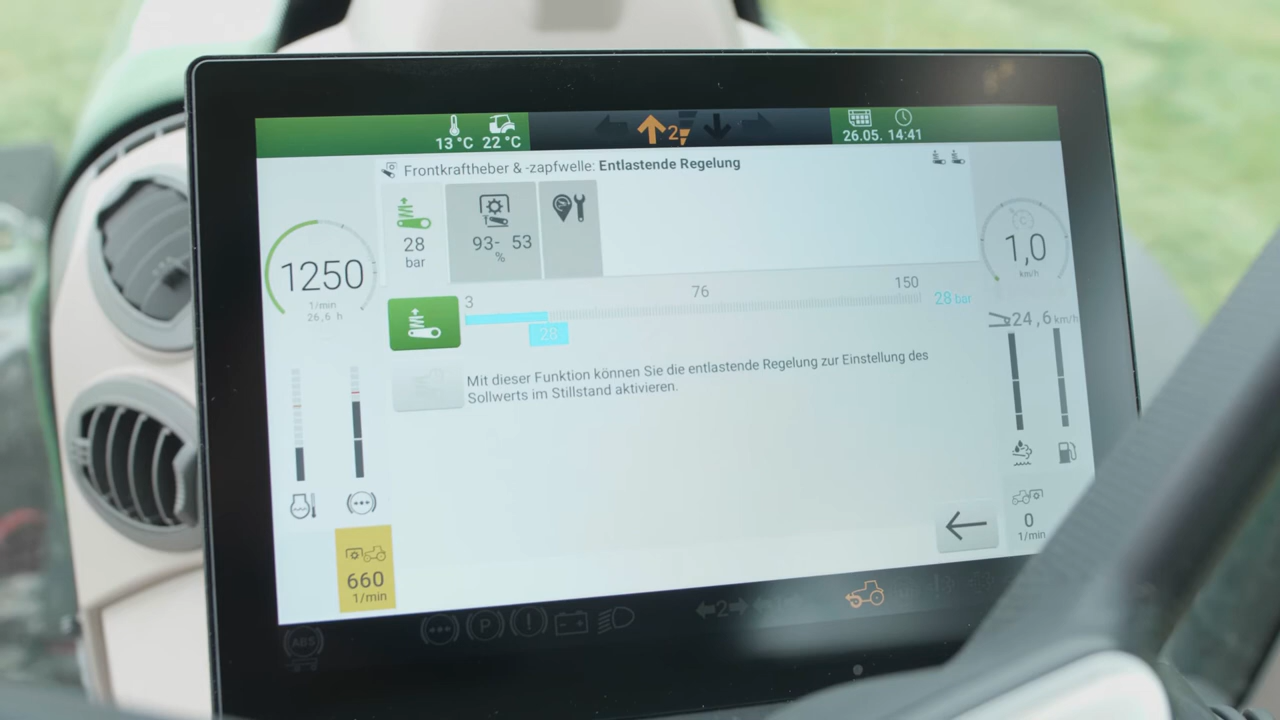 13 °C 22 °C
2
26.05. 14:41
Frontkraftheber & -zapfwelle: Entlastende Regelung
28
bar
93- 53
%
1250
1/min
26,6 h
1,0
km/h
3
76
150
28 bar
28
24,6 km/h
Mit dieser Funktion können Sie die entlastende Regelung zur Einstellung des
Sollwerts im Stillstand aktivieren.
660
1/min
0
1/min
ABS
P
2